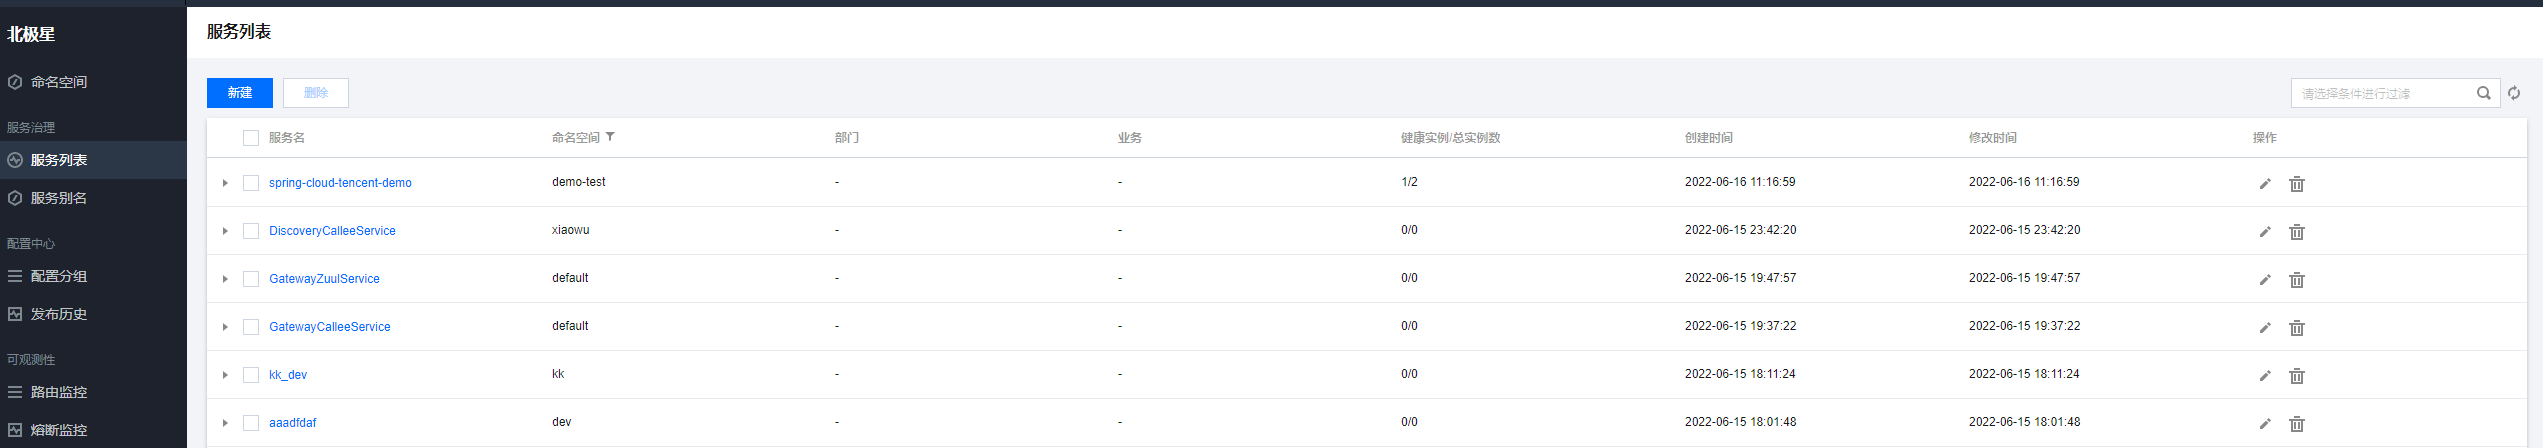 北极星
命名空间
服务治理
服务列表
服务别名
配置中心
配置分组
发布历史
可观测性
路由监控
熔断监控
服务列表
新建 删除 请选择条件进行过滤
服务名 命名空间 部门 业务 健康实例/总实例数 创建时间 修改时间 操作
spring-cloud-tencent-demo demo-test - - 1/2 2022-06-16 11:16:59 2022-06-16 11:16:59
DiscoveryCalleeService xiaowu - - 0/0 2022-06-15 23:42:20 2022-06-15 23:42:20
GatewayZuulService default - - 0/0 2022-06-15 19:47:57 2022-06-15 19:47:57
GatewayCalleeService default - - 0/0 2022-06-15 19:37:22 2022-06-15 19:37:22
kk_dev kk - - 0/0 2022-06-15 18:11:24 2022-06-15 18:11:24
aaadfdaf dev - - 0/0 2022-06-15 18:01:48 2022-06-15 18:01:48